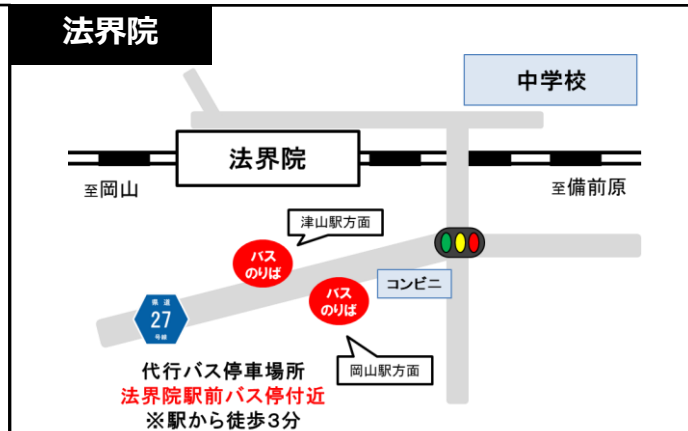 法界院
中学校
法界院
至岡山
至備前原
津山駅方面
バス
のりば
バス
のりば
コンビニ
県道
27
号線
岡山駅方面
代行バス停車場所
法界院駅前バス停付近
※駅から徒歩3分